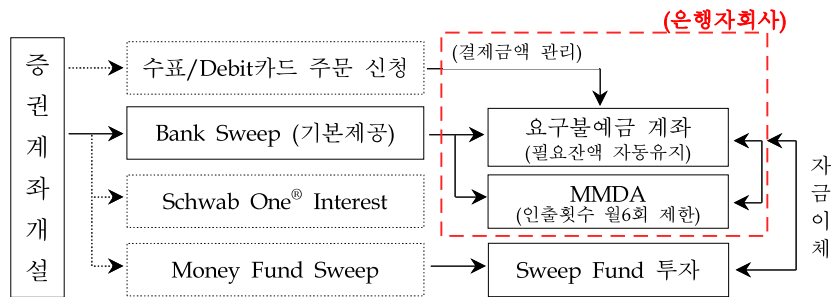 (은행자회사)
증권계좌개설
수표/Debit카드 주문 신청
(결제금액 관리)
Bank Sweep (기본제공)
요구불예금 계좌
(필요잔액 자동유지)
Schwab One® Interest
MMDA
(인출횟수 월6회 제한)
Money Fund Sweep
Sweep Fund 투자
자금이체